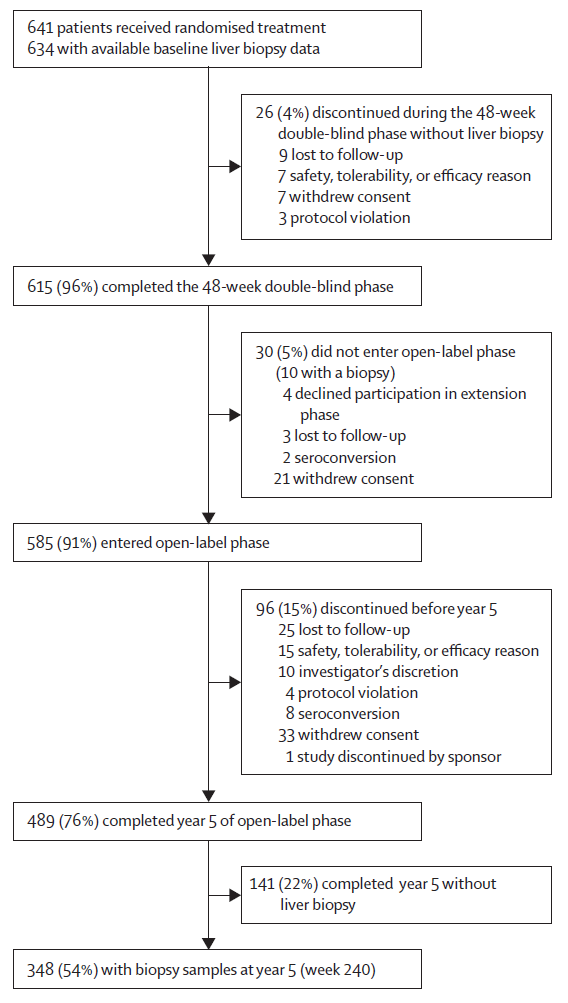 641 patients received randomised treatment
634 with available baseline liver biopsy data
26 (4%) discontinued during the 48-week
double-blind phase without liver biopsy
9 lost to follow-up
7 safety, tolerability, or efficacy reason
7 withdrew consent
3 protocol violation
615 (96%) completed the 48-week double-blind phase
30 (5%) did not enter open-label phase
(10 with a biopsy)
4 declined participation in extension
phase
3 lost to follow-up
2 seroconversion
21 withdrew consent
585 (91%) entered open-label phase
96 (15%) discontinued before year 5
25 lost to follow-up
15 safety, tolerability, or efficacy reason
10 investigator's discretion
4 protocol violation
8 seroconversion
33 withdrew consent
1 study discontinued by sponsor
489 (76%) completed year 5 of open-label phase
141 (22%) completed year 5 without
liver biopsy
348 (54%) with biopsy samples at year 5 (week 240)